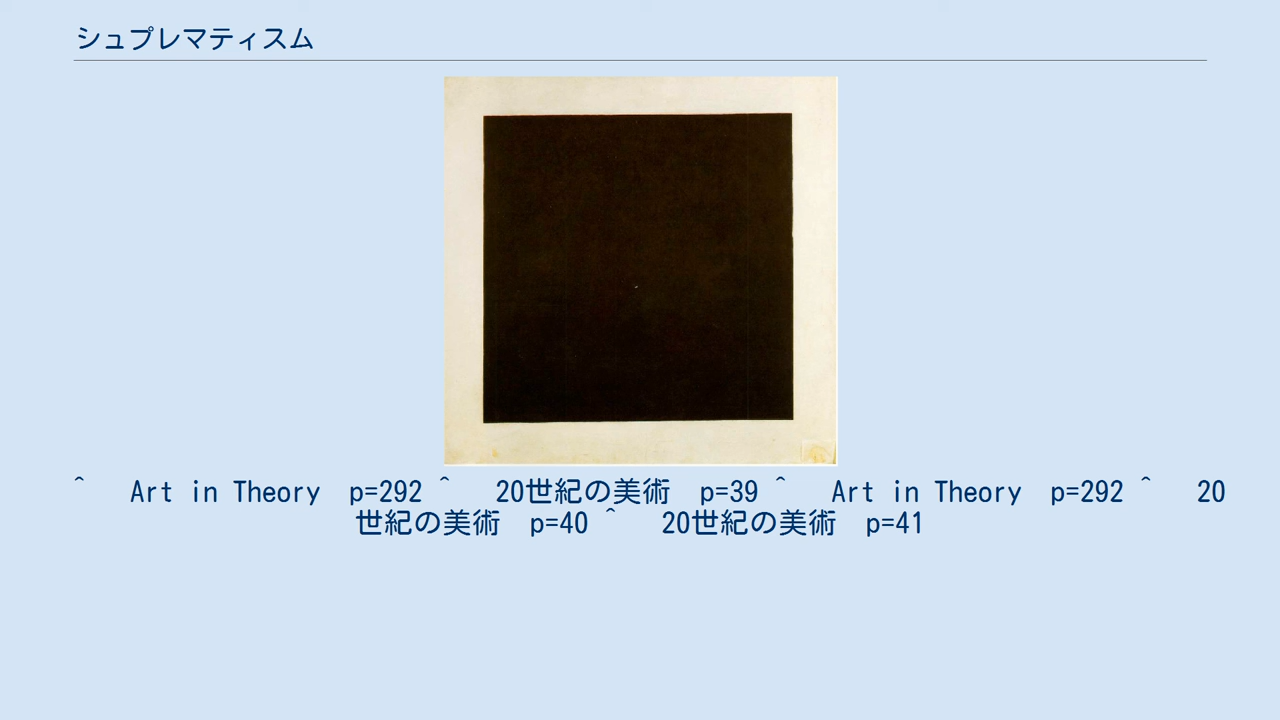 シュプレマティスム
^ Art in Theory p=292 ^ 20世紀の美術 p=39 ^ Art in Theory p=292 ^ 20
世紀の美術 p=40 ^ 20世紀の美術 p=41